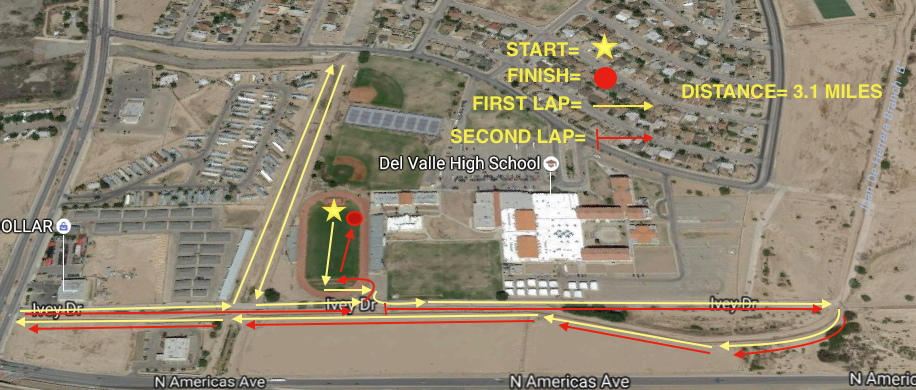 START=
FINISH=
DISTANCE= 3.1 MILES
FIRST LAP=
SECOND LAP=
Del Valle High School
OLLAR
Ivey Dr
Ivey Dr
Ivey Dr
N Americas Ave
N Americas Ave
N Americ